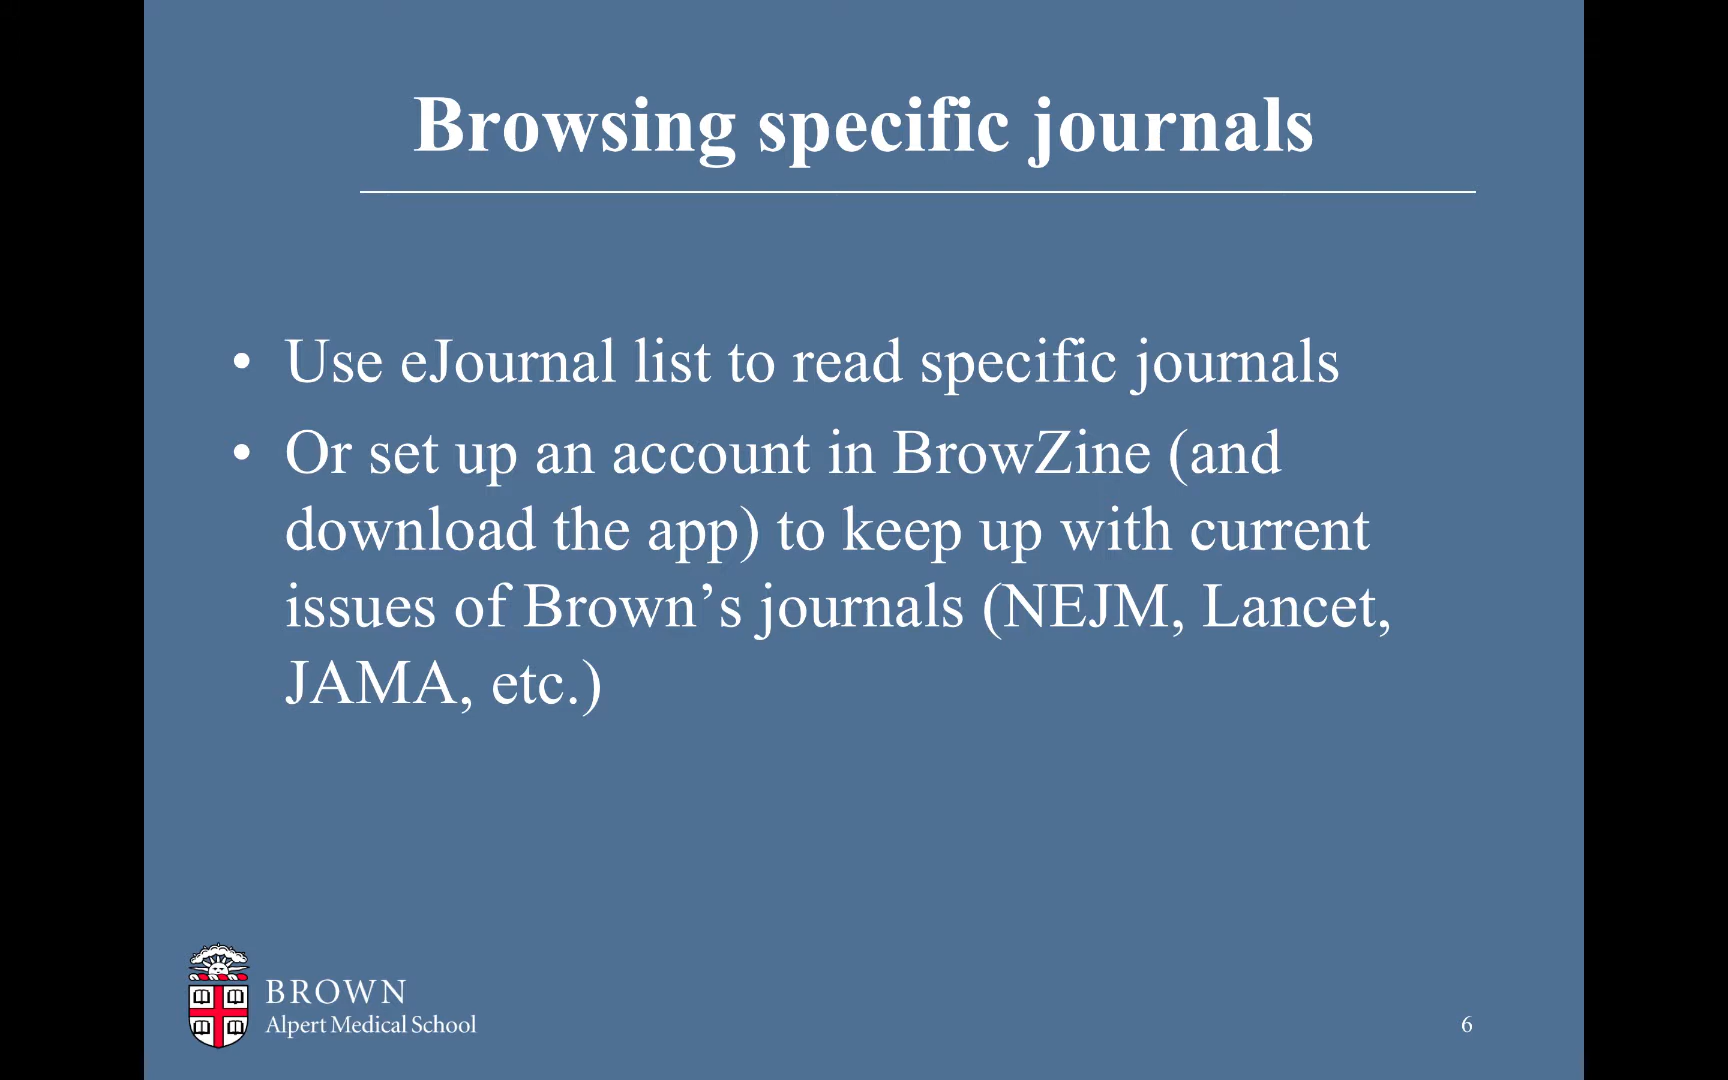 Browsing specific journals
• Use eJournal list to read specific journals
• Or set up an account in BrowZine (and
download the app) to keep up with current
issues of Brown’s journals (NEJM, Lancet,
JAMA, etc.)
BROWN
Alpert Medical School
6